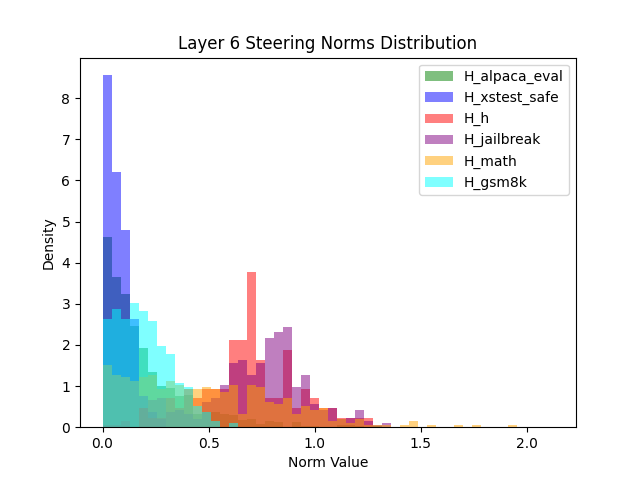 Layer 6 Steering Norms Distribution
H_alpaca_eval
H_xstest_safe
H_h
H_jailbreak
H_math
H_gsm8k
8
7
6
5
4
3
2
1
0
Density
0.0 0.5 1.0 1.5 2.0
Norm Value